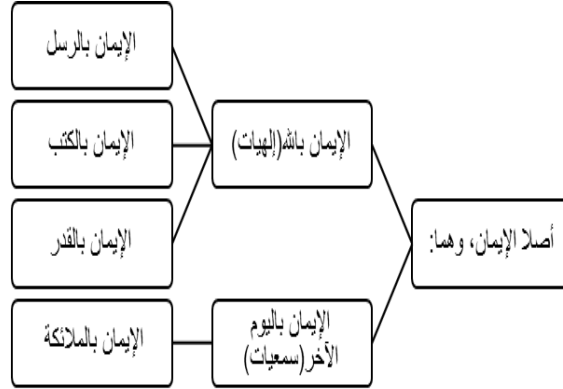 أصلا الإيمان، وهما:
الإيمان بالله(إلهيات)
الإيمان بالرسل
الإيمان بالكتب
الإيمان بالقدر
الإيمان باليوم
الآخر(سمعيات)
الإيمان بالملائكة